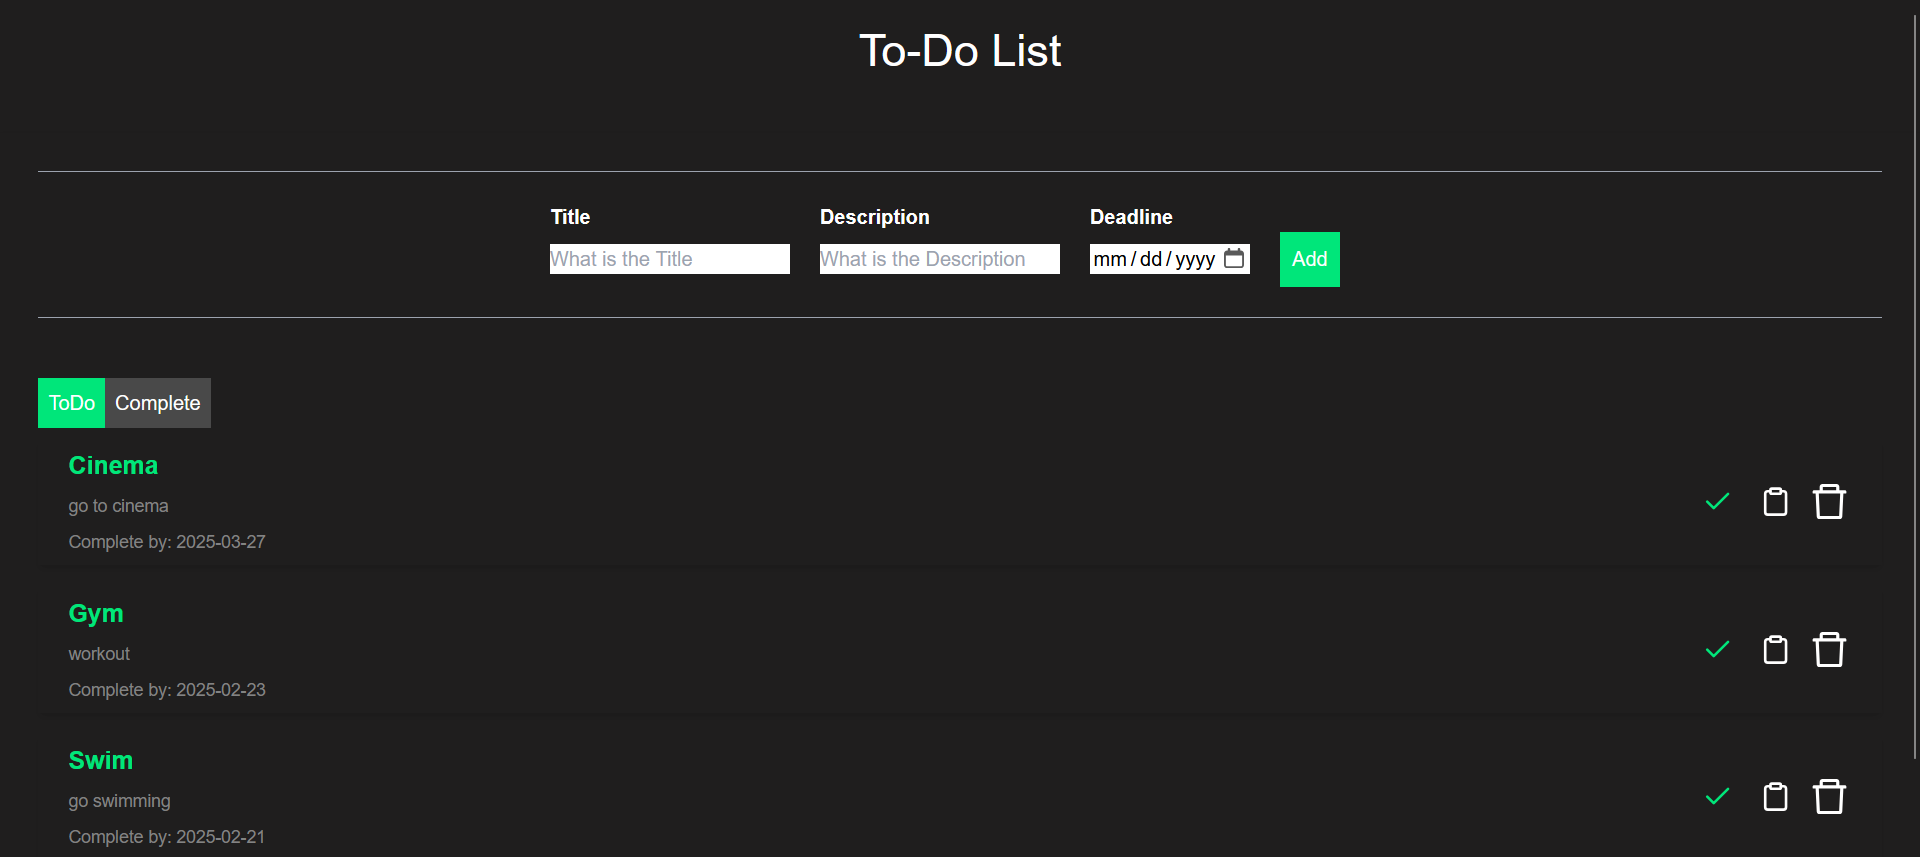 To-Do List
Title Description Deadline
What is the Title What is the Description mm/dd/yyyy Add
ToDo Complete
Cinema
go to cinema
Complete by: 2025-03-27
Gym
workout
Complete by: 2025-02-23
Swim
go swimming
Complete by: 2025-02-21